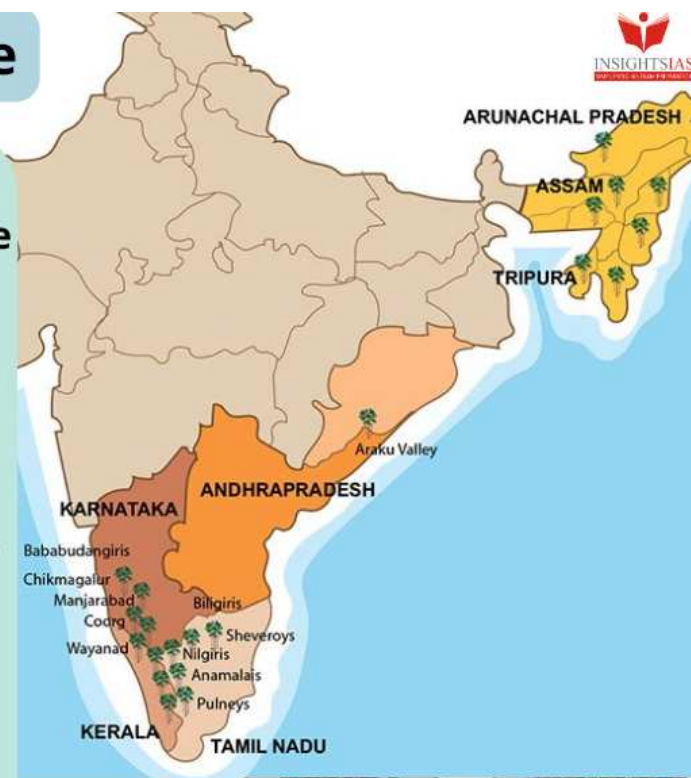 e
INSIGHTSIAS
ARUNACHAL PRADESH
e
ASSAM
TRIPURA
Araku Valley
ANDHRAPRADESH
KARNATAKA
Bababudangiris
Chikmagalur
Manjarabad
Biligiris
Coorg
Sheveroys
Wayanad
Nilgiris
Anamalais
Pulneys
KERALA
TAMIL NADU